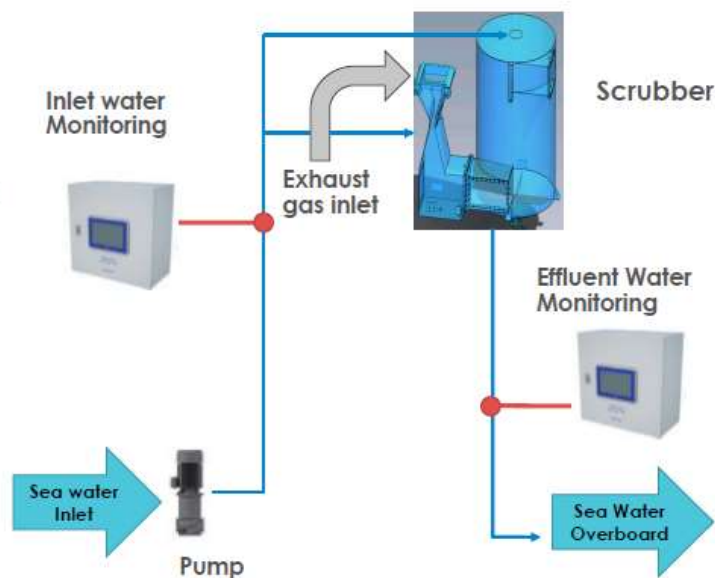 Inlet water
Monitoring
Exhaust
gas inlet
Scrubber
Effluent Water
Monitoring
Sea water
Inlet
Pump
Sea Water
Overboard